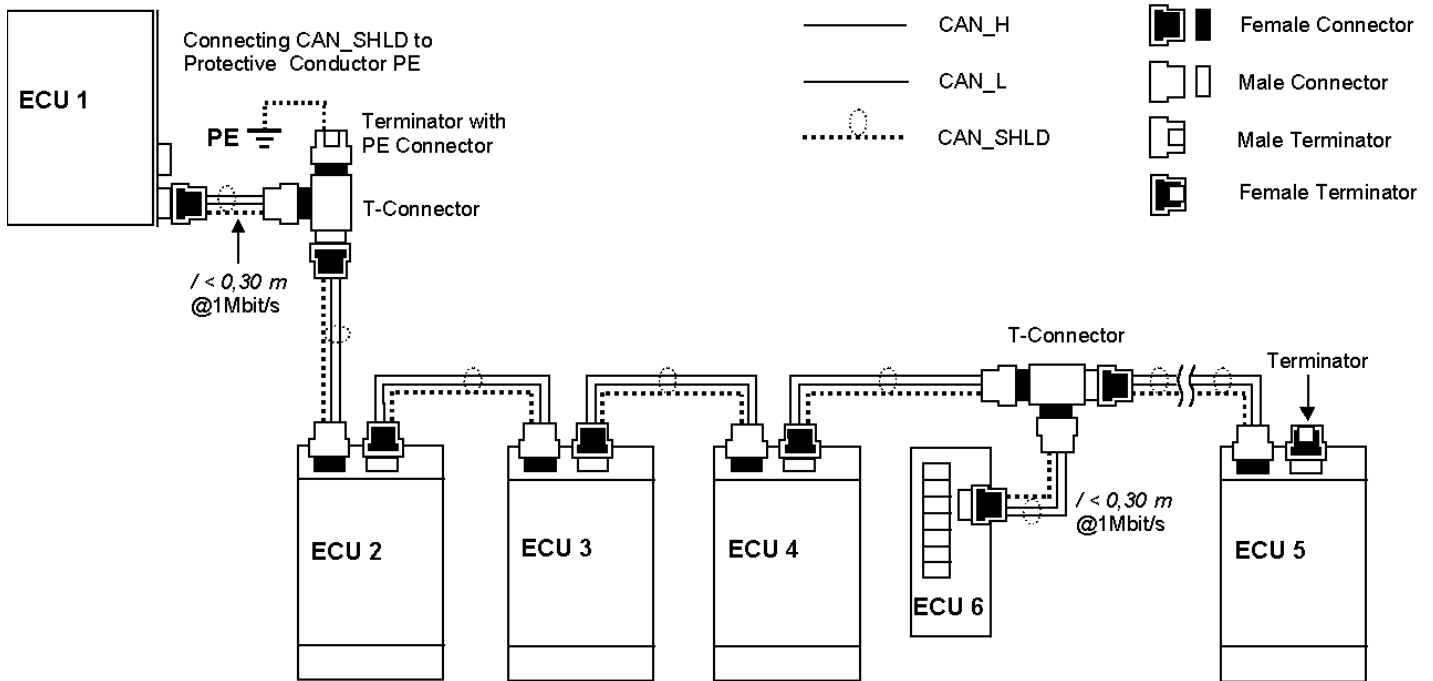 Connecting CAN_SHLD to
Protective Conductor PE
ECU 1
PE
Terminator with
PE Connector
T-Connector
l < 0,30 m
@1Mbit/s
CAN_H
CAN_L
CAN_SHLD
Female Connector
Male Connector
Male Terminator
Female Terminator
T-Connector
Terminator
l < 0,30 m
@1Mbit/s
ECU 2
ECU 3
ECU 4
ECU 6
ECU 5